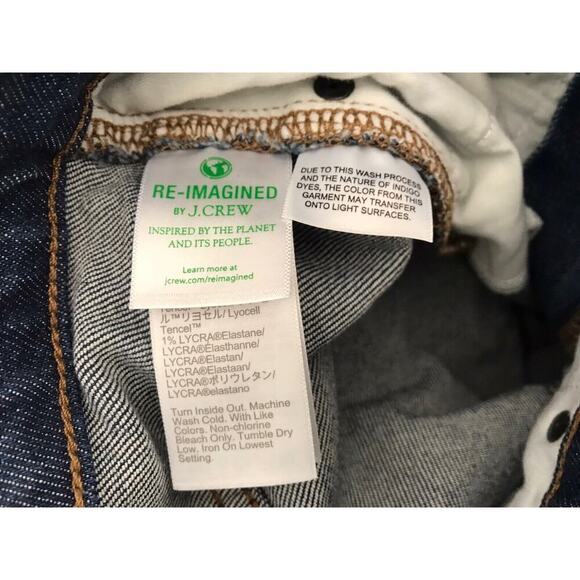 RE-IMAGINED
BY J.CREW
INSPIRED BY THE PLANET
AND ITS PEOPLE.
Learn more at
jcrew.com/reimagined
DUE TO THIS WASH PROCESS
AND THE NATURE OF INDIGO
DYES, THE COLOR FROM THIS
GARMENT MAY TRANSFER
ONTO LIGHT SURFACES.
ル™リヨセル/ Lyocell
Tencel™
1% LYCRA®Elastane/
LYCRA®Élasthanne/
LYCRA®Elastan/
LYCRA®Elastaan/
LYCRA®ポリウレタン/
LYCRA®elastano
Turn Inside Out. Machine
Wash Cold. With Like
Colors. Non-chlorine
Bleach Only. Tumble Dry
Low. Iron On Lowest
Setting.